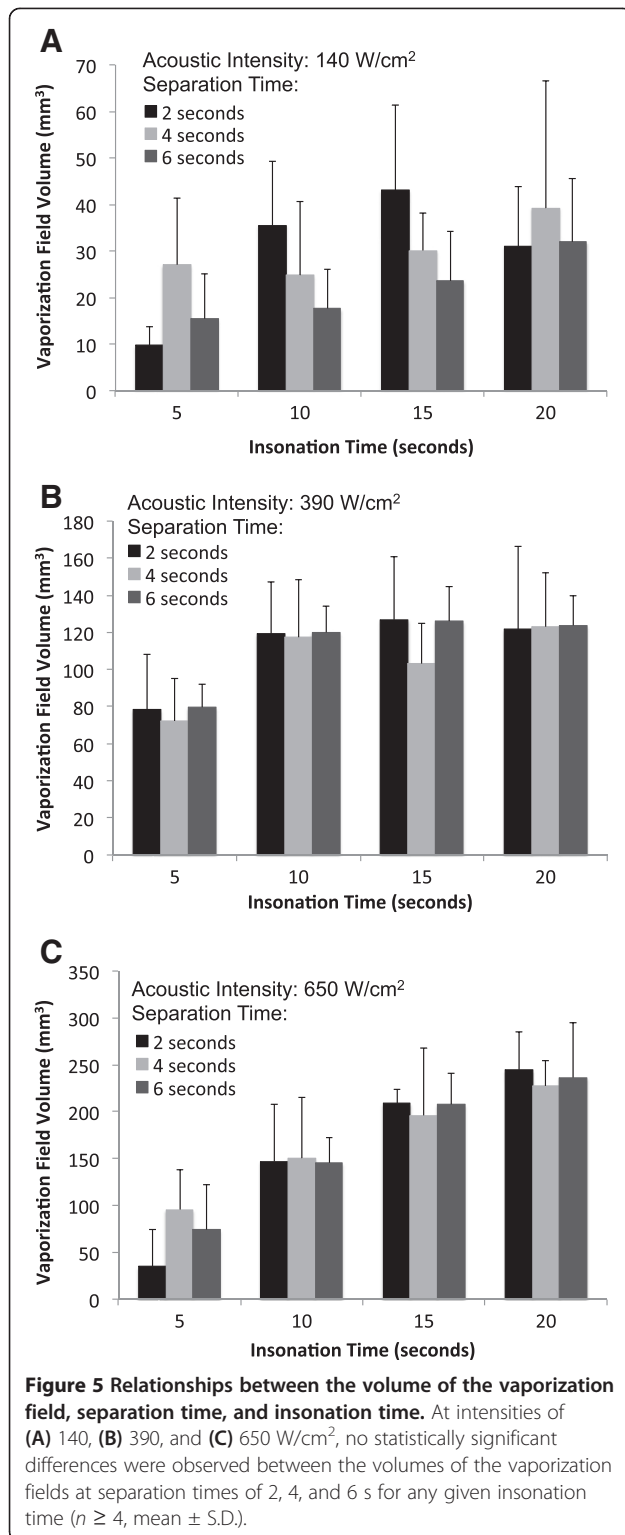 A
Acoustic Intensity: 140 W/cm²
Separation Time:
2 seconds
4 seconds
6 seconds
Vaporization Field Volume (mm³)
70
60
50
40
30
20
10
0
5 10 15 20
Insonation Time (seconds)
B
Acoustic Intensity: 390 W/cm²
Separation Time:
2 seconds
4 seconds
6 seconds
Vaporization Field Volume (mm³)
180
160
140
120
100
80
60
40
20
0
5 10 15 20
Insonation Time (seconds)
C
Acoustic Intensity: 650 W/cm²
Separation Time:
2 seconds
4 seconds
6 seconds
Vaporization Field Volume (mm³)
350
300
250
200
150
100
50
0
5 10 15 20
Insonation Time (seconds)
Figure 5 Relationships between the volume of the vaporization
field, separation time, and insonation time. At intensities of
(A) 140, (B) 390, and (C) 650 W/cm², no statistically significant
differences were observed between the volumes of the vaporization
fields at separation times of 2, 4, and 6 s for any given insonation
time (n ≥ 4, mean ± S.D.).